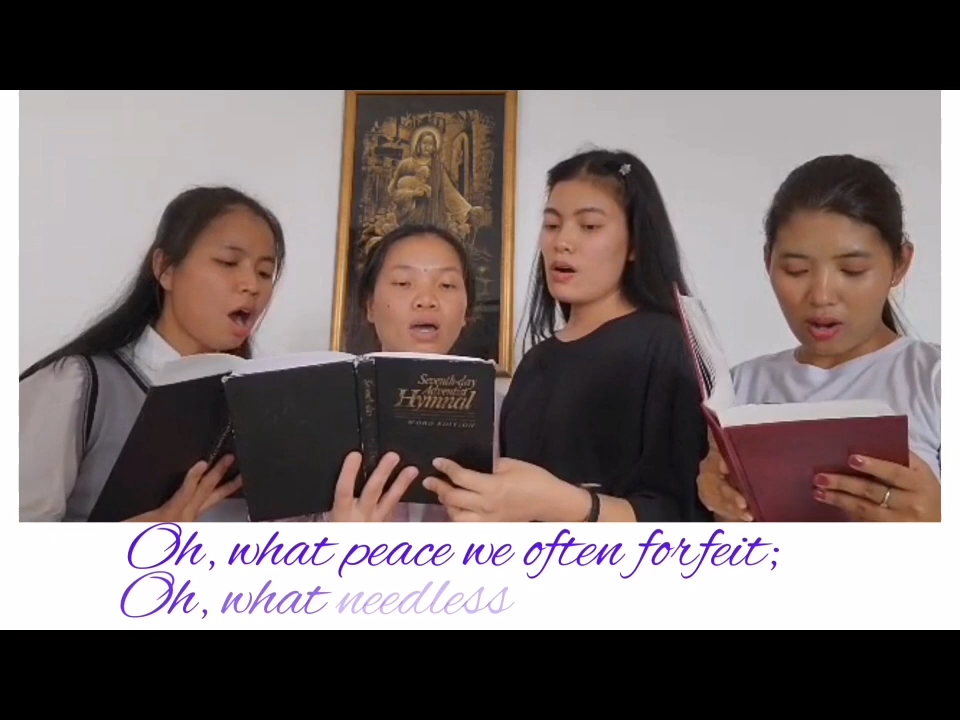 Seventh-day
Adventist
Hymnal
WORD EDITION
Oh, what peace we often forfeit;
Oh, what needless